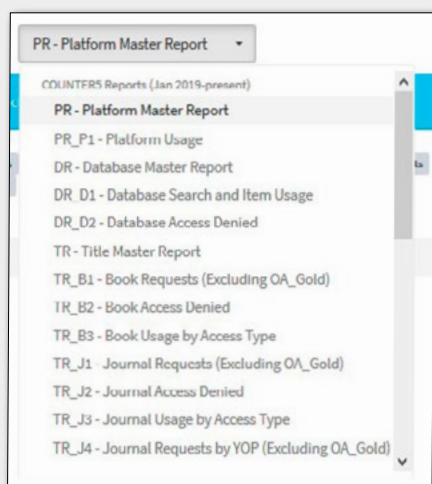 PR - Platform Master Report
COUNTER5 Reports (Jan 2019-present)
PR - Platform Master Report
PR_P1 - Platform Usage
DR - Database Master Report
DR_D1 - Database Search and Item Usage
DR_D2 - Database Access Denied
TR - Title Master Report
TR_B1 - Book Requests (Excluding OA_Gold)
TR_B2 - Book Access Denied
TR_B3 - Book Usage by Access Type
TR_J1 - Journal Requests (Excluding OA_Gold)
TR_J2 - Journal Access Denied
TR_J3 - Journal Usage by Access Type
TR_J4 - Journal Requests by YOP (Excluding OA_Gold)